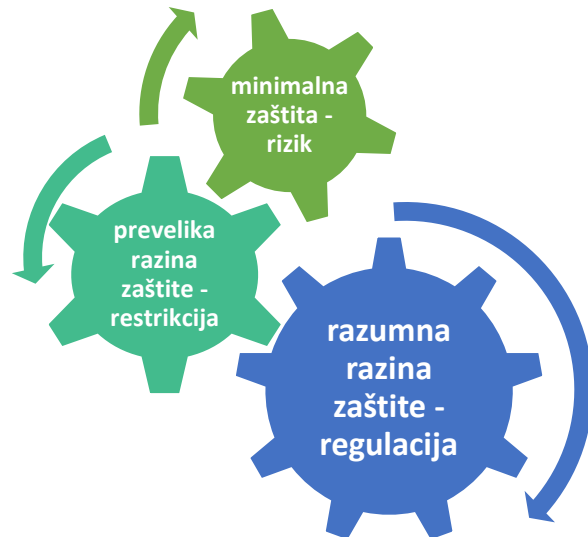 minimalna
zaštita -
rizik
prevelika
razina
zaštite -
restrikcija
razumna
razina
zaštite -
regulacija